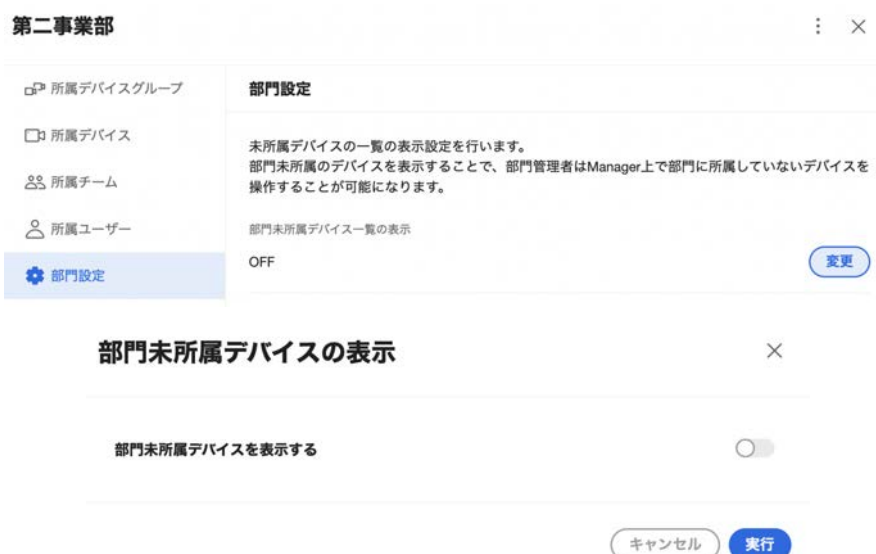 第二事業部
所属デバイスグループ
所属デバイス
所属チーム
所属ユーザー
部門設定
部門設定
未所属デバイスの一覧の表示設定を行います。
部門未所属のデバイスを表示することで、部門管理者はManager上で部門に所属していないデバイスを
操作することが可能になります。
部門未所属デバイス一覧の表示
OFF
変更
部門未所属デバイスの表示
部門未所属デバイスを表示する
キャンセル
実行